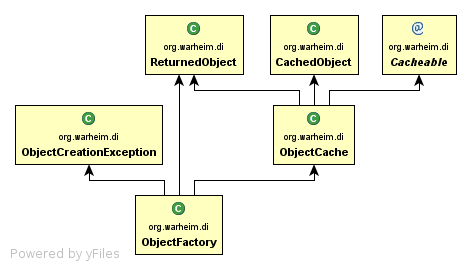 C
org.warheim.di
ReturnedObject
C
org.warheim.di
CachedObject
@
org.warheim.di
Cacheable
C
org.warheim.di
ObjectCreationException
C
org.warheim.di
ObjectCache
C
org.warheim.di
ObjectFactory
Powered by yFiles